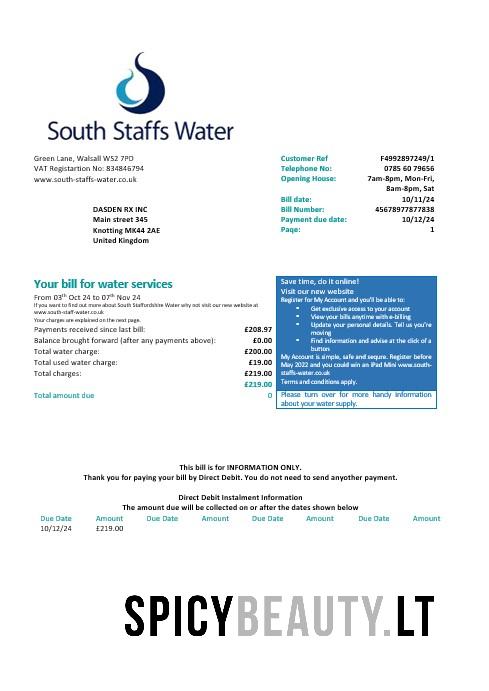 South Staffs Water
Green Lane, Walsall WS2 7PD
VAT Registartion No: 834846794
www.south-staffs-water.co.uk
Customer Ref F4992897249/1
Telephone No: 0785 60 79656
Opening House: 7am-8pm, Mon-Fri,
8am-8pm, Sat
Bill date: 10/11/24
Bill Number: 45678977877838
Payment due date: 10/12/24
Page: 1
DASDEN RX INC
Main street 345
Knotting MK44 2AE
United Kingdom
Your bill for water services
From 03th Oct 24 to 07th Nov 24
If you want to find out more about South Staffordshire Water why not visit our new website at
www.south-staff-water.co.uk
Your charges are explained on the next page.
Payments received since last bill: £208.97
Balance brought forward (after any payments above): £0.00
Total water charge: £200.00
Total used water charge: £19.00
Total charges: £219.00
£219.00
Total amount due 0
Save time, do it online!
Visit our new website
Register for My Account and you'll be able to:
Get exclusive access to your account
View your bills anytime with e-billing
Update your personal details. Tell us you're
moving
Find information and advise at the click of a
button
My Account is simple, safe and sequre. Register before
May 2022 and you could win an iPad Mini www.south-
staffs-water.co.uk
Terms and conditions apply.
Please turn over for more handy information
about your water supply.
This bill is for INFORMATION ONLY.
Thank you for paying your bill by Direct Debit. You do not need to send anyother payment.
Direct Debit Instalment Information
The amount due will be collected on or after the dates shown below
Due Date Amount Due Date Amount Due Date Amount Due Date Amount
10/12/24 £219.00
SPICYBEAUTY.LT